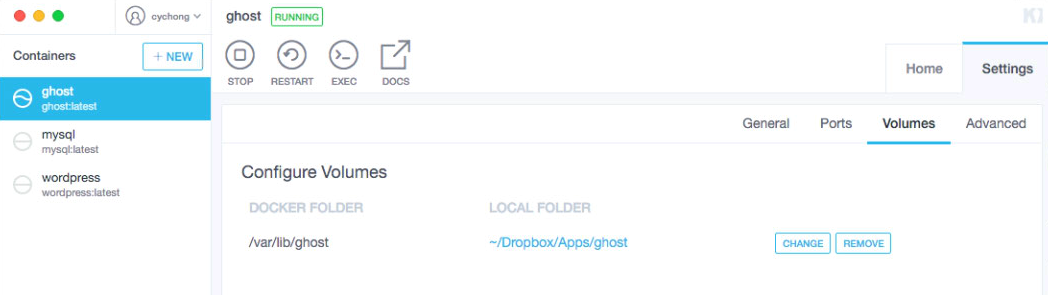 cychong
ghost RUNNING
Containers
+ NEW
STOP RESTART EXEC DOCS
Home Settings
ghost
ghost:latest
mysql
mysql:latest
wordpress
wordpress:latest
General Ports Volumes Advanced
Configure Volumes
DOCKER FOLDER LOCAL FOLDER
/var/lib/ghost ~/Dropbox/Apps/ghost CHANGE REMOVE